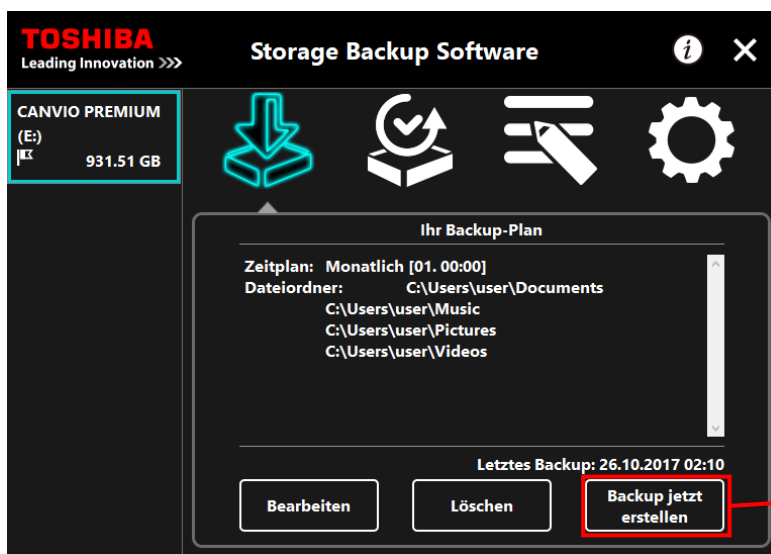 TOSHIBA
Leading Innovation >>>
Storage Backup Software
i
CANVIO PREMIUM
(E:)
931.51 GB
Ihr Backup-Plan
Zeitplan: Monatlich [01. 00:00]
Dateiordner: C:\Users\user\Documents
C:\Users\user\Music
C:\Users\user\Pictures
C:\Users\user\Videos
Letztes Backup: 26.10.2017 02:10
Bearbeiten
Löschen
Backup jetzt
erstellen